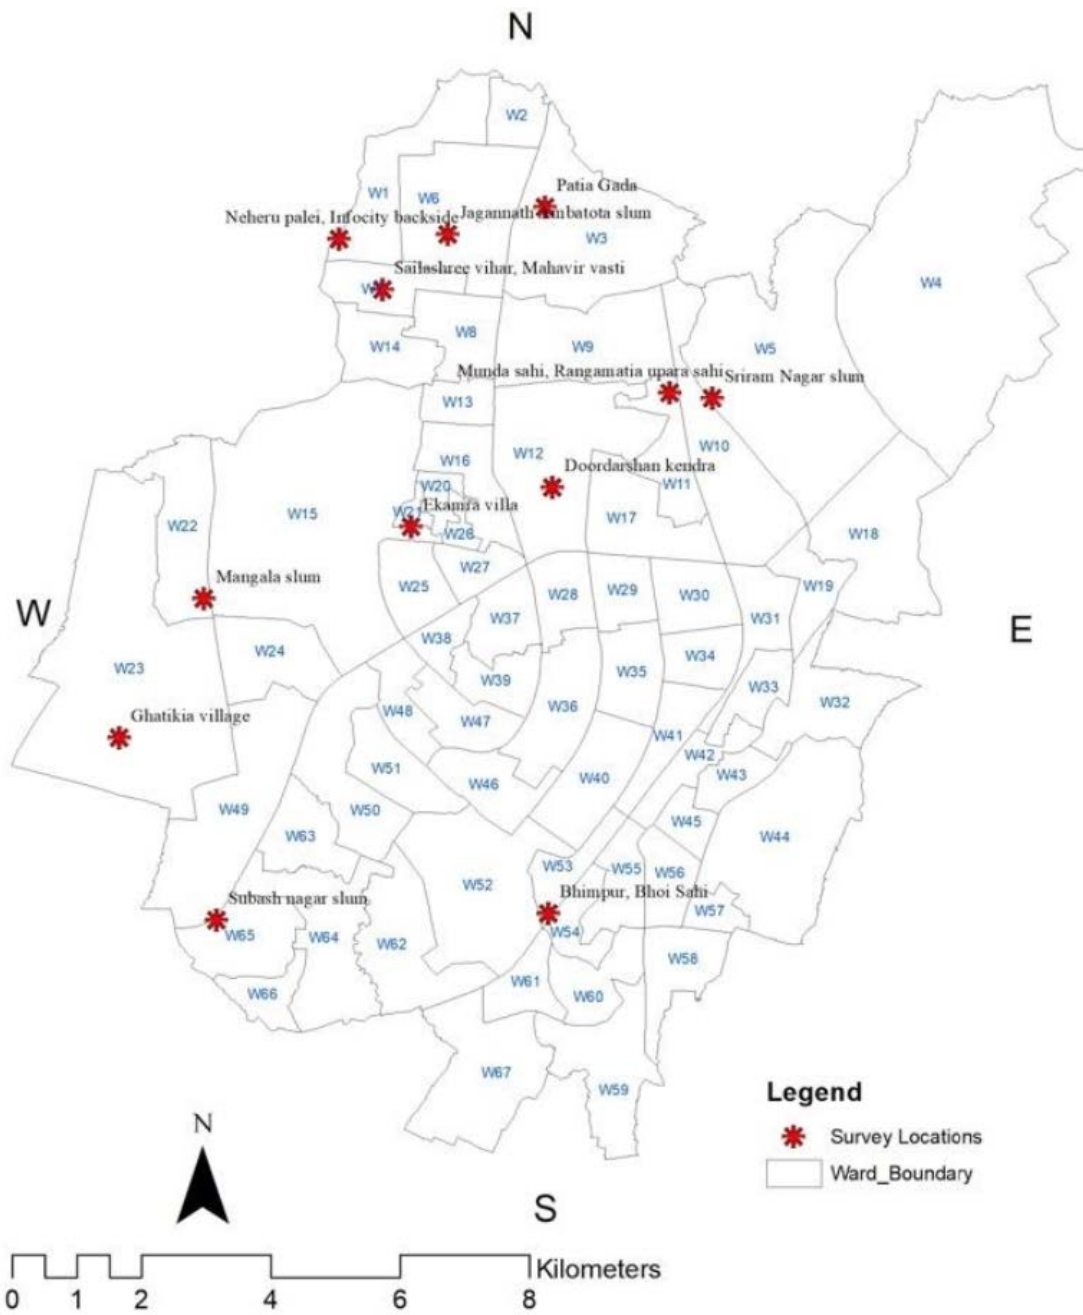 N
W2
Patia Gada
W1
W6
Neheru palei, Infocity backside
Jagannath slum
W3
Sailashree vihar, Mahavir vasti
W4
W14
W8
W9
W5
Munda sahi, Rangamatia upara sahi
Sriram Nagar slum
W13
W12
W10
W16
Doordarshan kendra
W20
W11
Ekamra villa
W21
W15
W22
W26
W17
W18
W27
Mangala slum
W25
W28
W29
W30
W19
W
W31
E
W37
W38
W24
W23
W34
W35
W39
W33
W32
W36
W48
W47
Ghatikia village
W41
W42
W51
W43
W40
W46
W49
W50
W45
W63
W44
W53
W55
W56
W52
Bhimpur, Bhoi Sahi
Subash nagar slum
W57
W54
W65
W64
W62
W58
W61
W66
W60
W67
W59
Legend
Survey Locations
Ward_Boundary
N
S
Kilometers
0 1 2 4 6 8